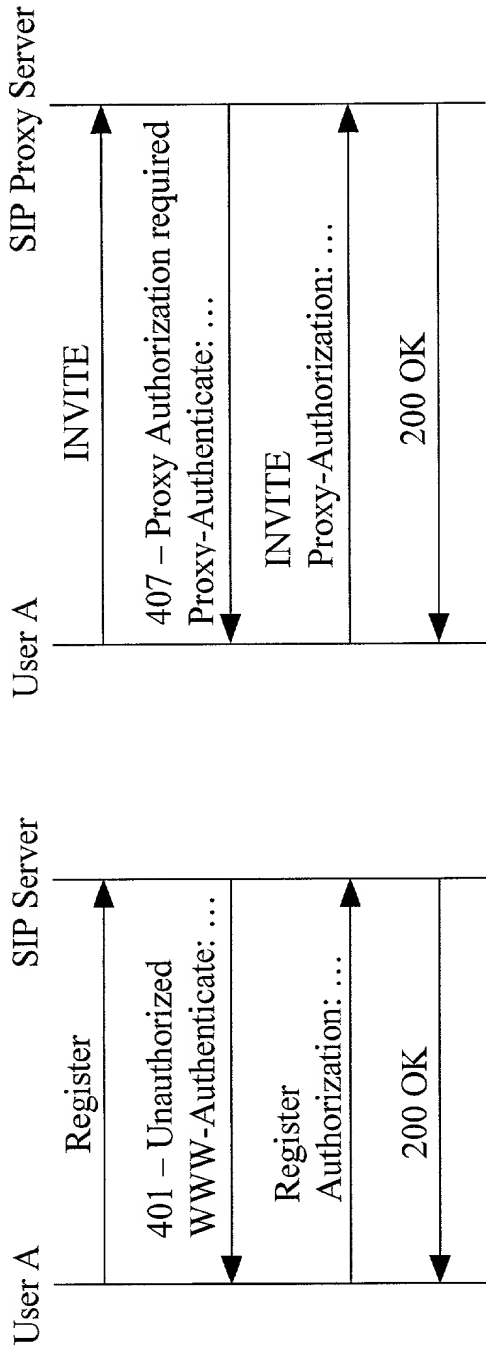 User A
SIP Server
Register
401 – Unauthorized
WWW-Authenticate: ...
Register
Authorization: ...
200 OK
User A
SIP Proxy Server
INVITE
407 – Proxy Authorization required
Proxy-Authenticate: ...
INVITE
Proxy-Authorization: ...
200 OK